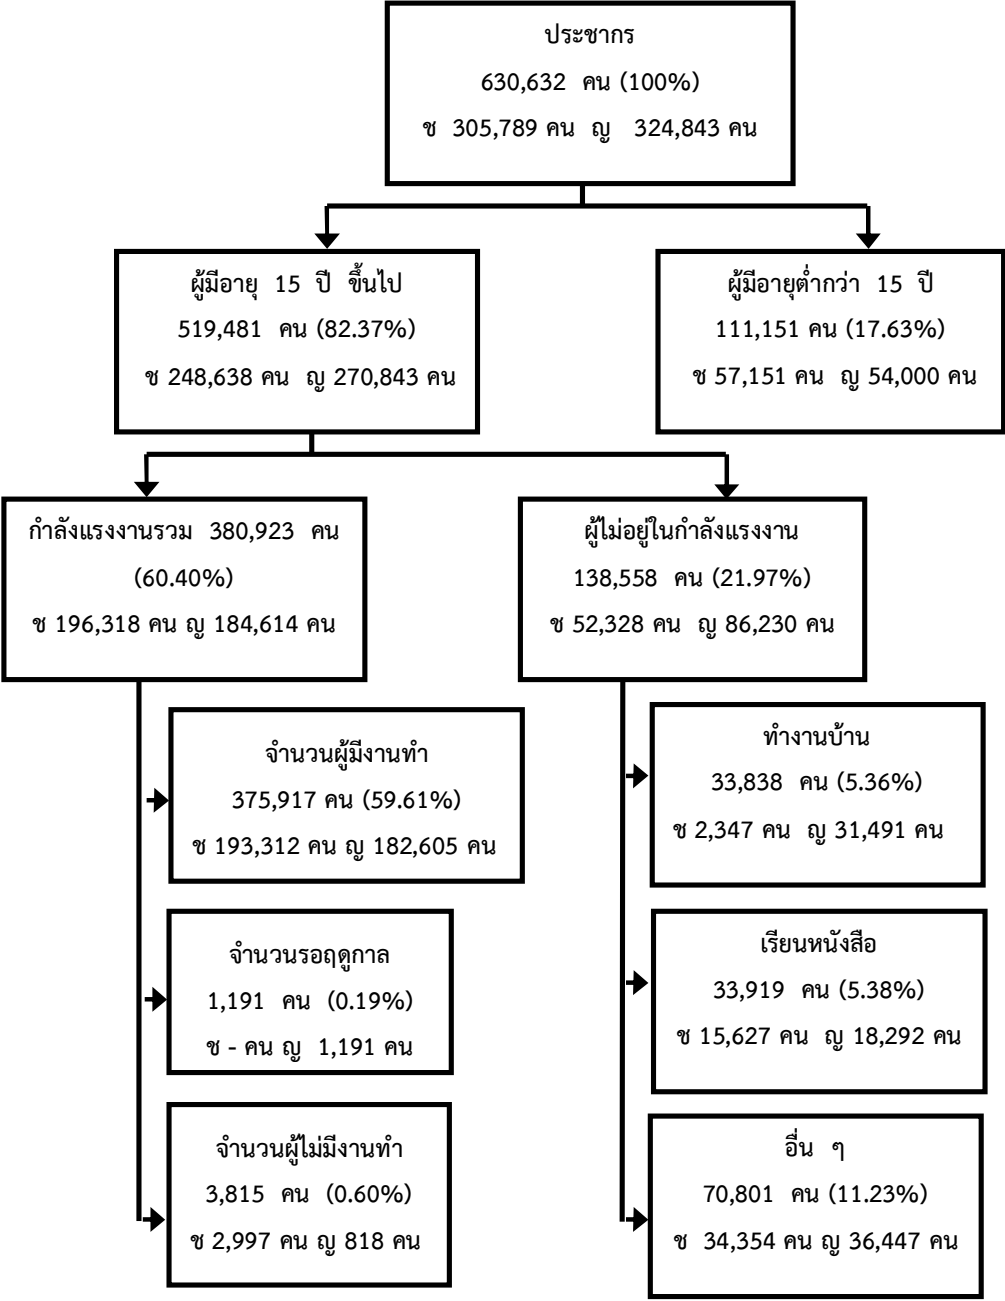 ประชากร
630,632 คน (100%)
ช 305,789 คน ญ 324,843 คน
ผู้มีอายุ 15 ปี ขึ้นไป
519,481 คน (82.37%)
ช 248,638 คน ญ 270,843 คน
ผู้มีอายุต่ำกว่า 15 ปี
111,151 คน (17.63%)
ช 57,151 คน ญ 54,000 คน
กำลังแรงงานรวม 380,923 คน
(60.40%)
ช 196,318 คน ญ 184,614 คน
ผู้ไม่อยู่ในกำลังแรงงาน
138,558 คน (21.97%)
ช 52,328 คน ญ 86,230 คน
จำนวนผู้มีงานทำ
375,917 คน (59.61%)
ช 193,312 คน ญ 182,605 คน
จำนวนรอฤดูกาล
1,191 คน (0.19%)
ช - คน ญ 1,191 คน
จำนวนผู้ไม่มีงานทำ
3,815 คน (0.60%)
ช 2,997 คน ญ 818 คน
ทำงานบ้าน
33,838 คน (5.36%)
ช 2,347 คน ญ 31,491 คน
เรียนหนังสือ
33,919 คน (5.38%)
ช 15,627 คน ญ 18,292 คน
อื่น ๆ
70,801 คน (11.23%)
ช 34,354 คน ญ 36,447 คน